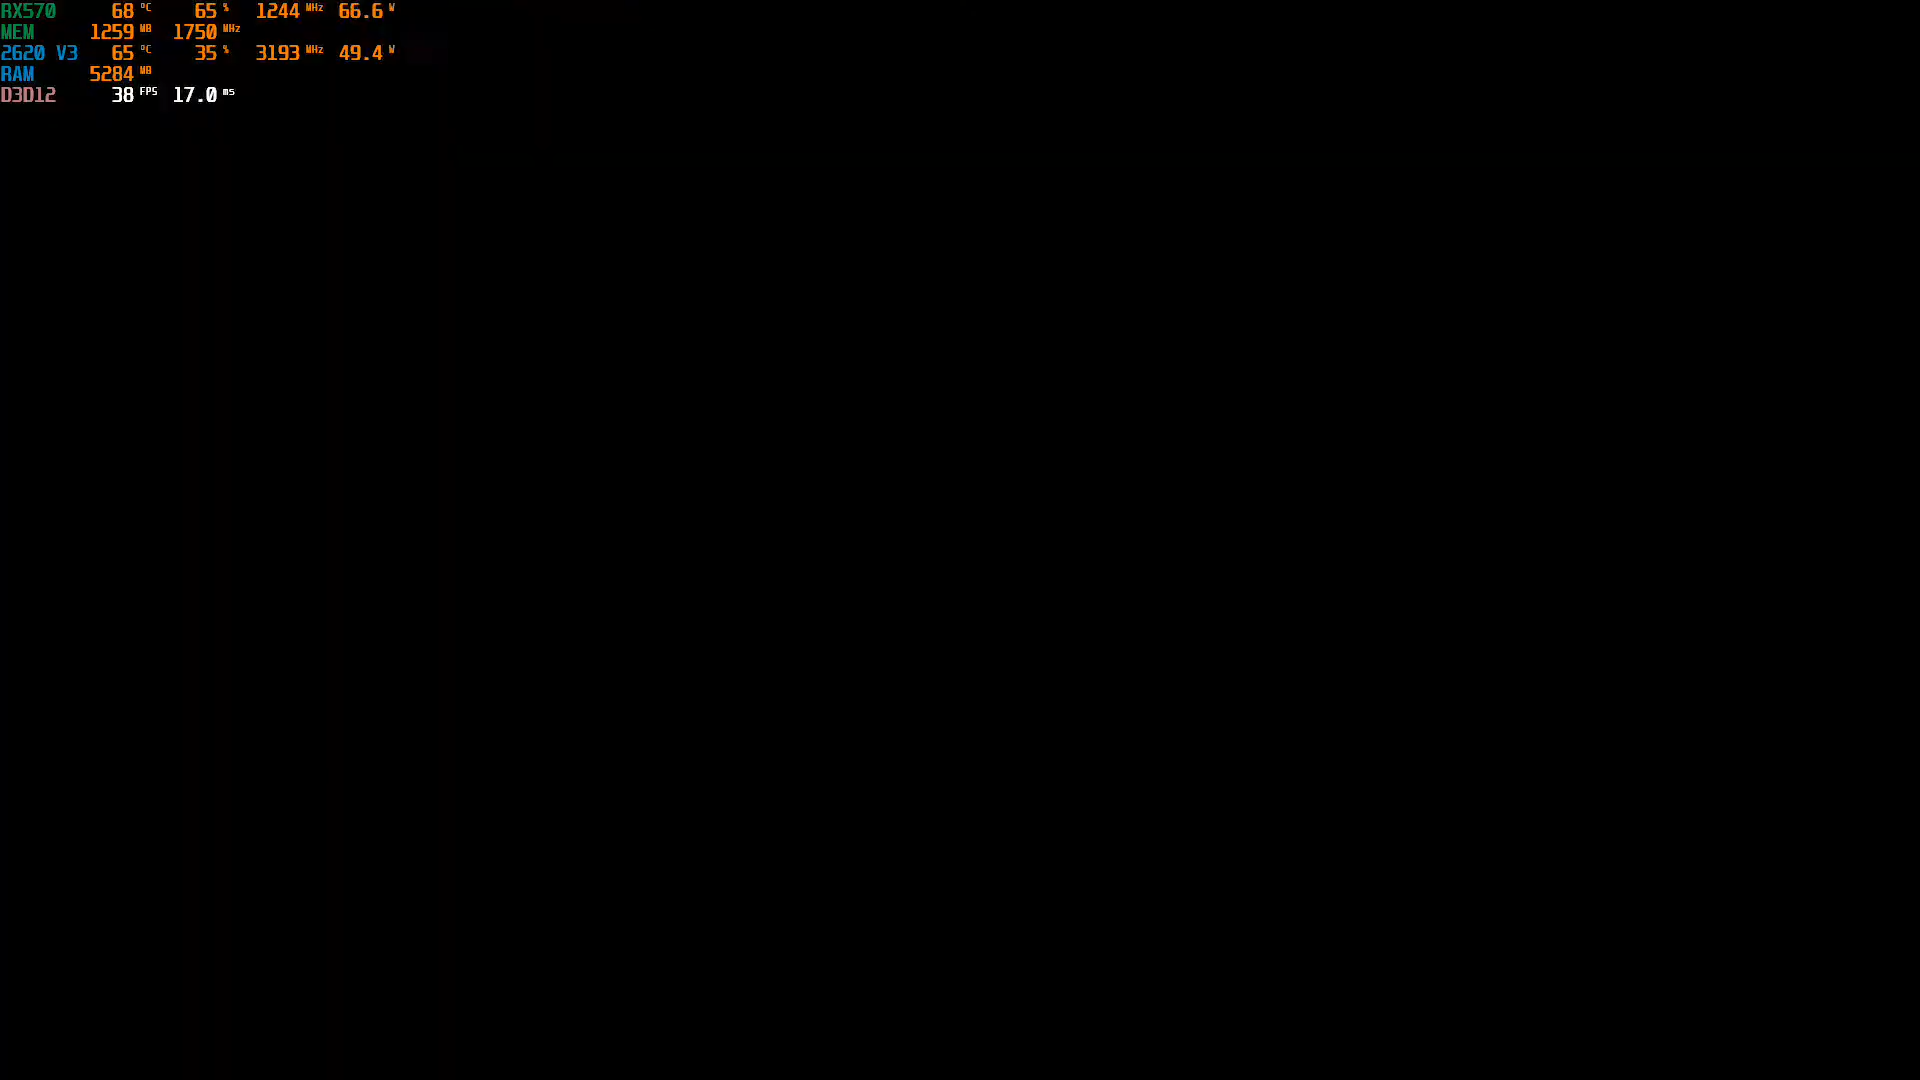 RX570 68 °C 65 % 1244 MHz 66.6 W
MEM 1259 MB 1750 MHz
2620 V3 65 °C 35 % 3193 MHz 49.4 W
RAM 5284 MB
D3D12 38 FPS 17.0 ms